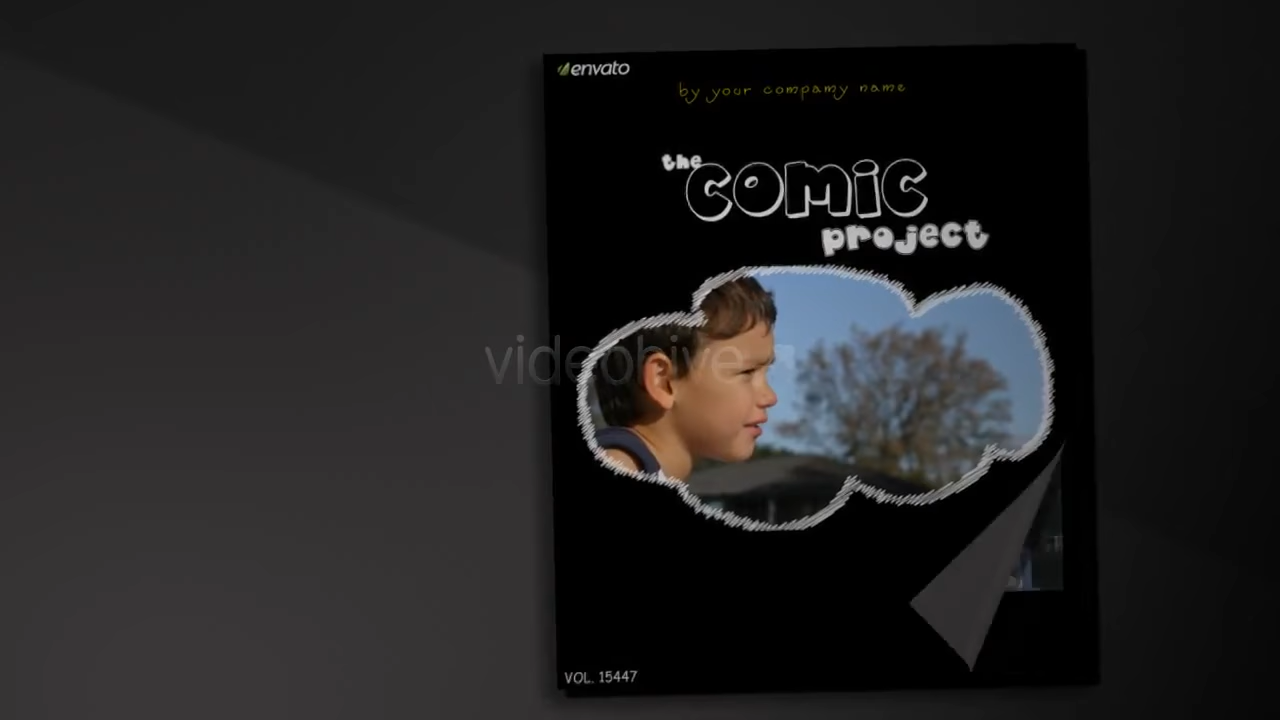 envato
by your compamy name
the
comic
project
videohive
VOL. 15447